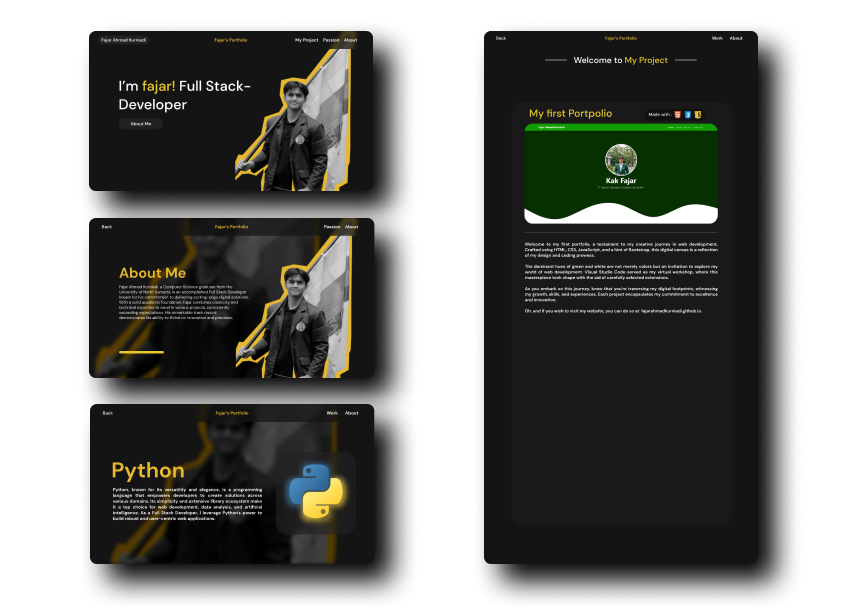 Fajar Ahmad Kurniadi
Fajar's Portfolio
My Project Passion About
I'm fajar! Full Stack-
Developer
About Me
Back
Fajar's Portfolio
Passion About
About Me
Fajar Ahmad Kurniadi, a Computer Science graduate from the
University of North Sumatra, is an accomplished Full Stack Developer
known for his commitment to delivering cutting-edge digital solutions.
With a solid academic foundation, Fajar combines creativity and
technical expertise to excel in various projects, consistently
exceeding expectations. His remarkable track record
demonstrates his ability to thrive on innovation and precision.
Back
Fajar's Portfolio
Work About
Python
Python, known for its versatility and elegance, is a programming
language that empowers developers to create solutions across
various domains. Its simplicity and extensive library ecosystem make
it a top choice for web development, data analysis, and artificial
intelligence. As a Full Stack Developer, I leverage Python's power to
build robust and user-centric web applications.
Back
Fajar's Portfolio
Work About
Welcome to My Project
My first Portpolio
Made with :
Kak Fajar
Welcome to my first portfolio, a testament to my creative journey in web development.
Crafted using HTML, CSS, JavaScript, and a hint of Bootstrap, this digital canvas is a reflection
of my design and coding prowess.
The dominant hues of green and white are not merely colors but an invitation to explore my
world of web development. Visual Studio Code served as my virtual workshop, where this
masterpiece took shape with the aid of carefully selected extensions.
As you embark on this journey, know that you're traversing my digital footprints, witnessing
my growth, skills, and experiences. Each project encapsulates my commitment to excellence
and innovation.
Oh, and if you wish to visit my website, you can do so at fajarahmadkurniadi.github.io.